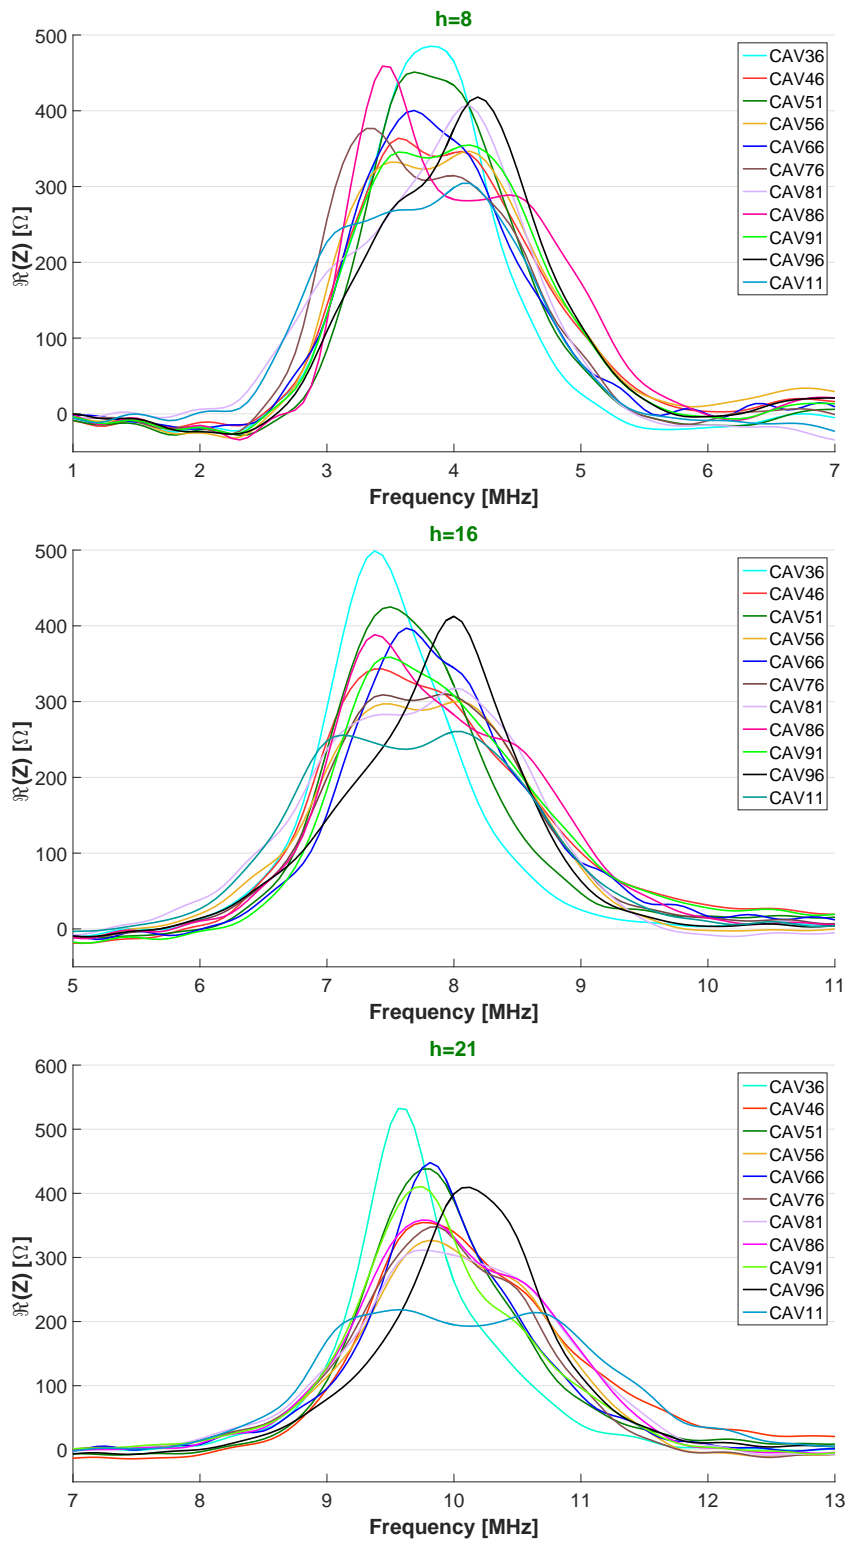 h=8
500
400
300
200
100
0
ℜ(Z) [Ω]
1 2 3 4 5 6 7
Frequency [MHz]
CAV36
CAV46
CAV51
CAV56
CAV66
CAV76
CAV81
CAV86
CAV91
CAV96
CAV11
h=16
500
400
300
200
100
0
ℜ(Z) [Ω]
5 6 7 8 9 10 11
Frequency [MHz]
CAV36
CAV46
CAV51
CAV56
CAV66
CAV76
CAV81
CAV86
CAV91
CAV96
CAV11
h=21
600
500
400
300
200
100
0
ℜ(Z) [Ω]
7 8 9 10 11 12 13
Frequency [MHz]
CAV36
CAV46
CAV51
CAV56
CAV66
CAV76
CAV81
CAV86
CAV91
CAV96
CAV11